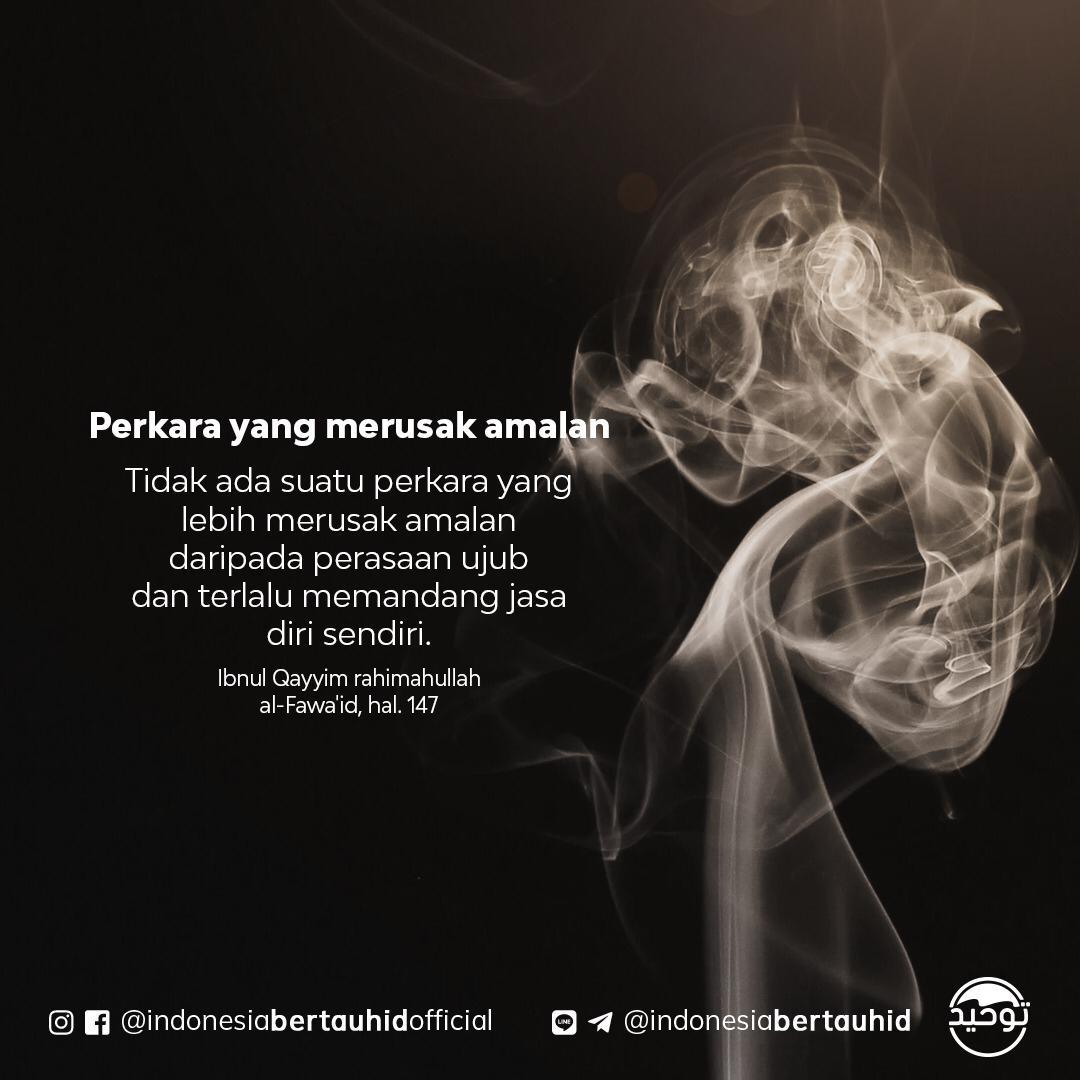 Perkara yang merusak amalan
Tidak ada suatu perkara yang
lebih merusak amalan
daripada perasaan ujub
dan terlalu memandang jasa
diri sendiri.
Ibnul Qayyim rahimahullah
al-Fawa'id, hal. 147
@indonesiabertauhidofficial
LINE
@indonesiabertauhid
توحيد